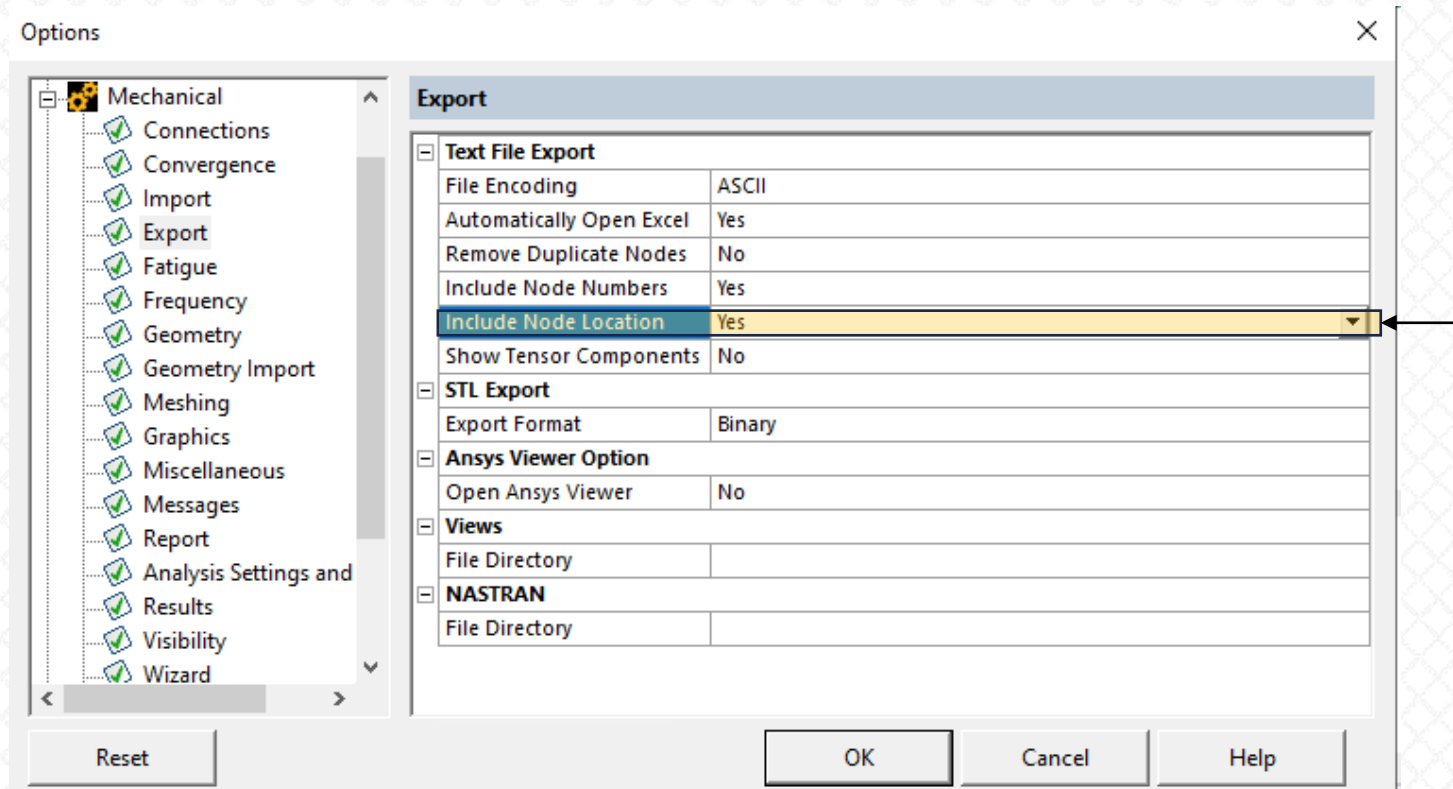 Options
Mechanical
Connections
Convergence
Import
Export
Fatigue
Frequency
Geometry
Geometry Import
Meshing
Graphics
Miscellaneous
Messages
Report
Analysis Settings and
Results
Visibility
Wizard
Export
Text File Export
File Encoding ASCII
Automatically Open Excel Yes
Remove Duplicate Nodes No
Include Node Numbers Yes
Include Node Location Yes
Show Tensor Components No
STL Export
Export Format Binary
Ansys Viewer Option
Open Ansys Viewer No
Views
File Directory
NASTRAN
File Directory
Reset OK Cancel Help